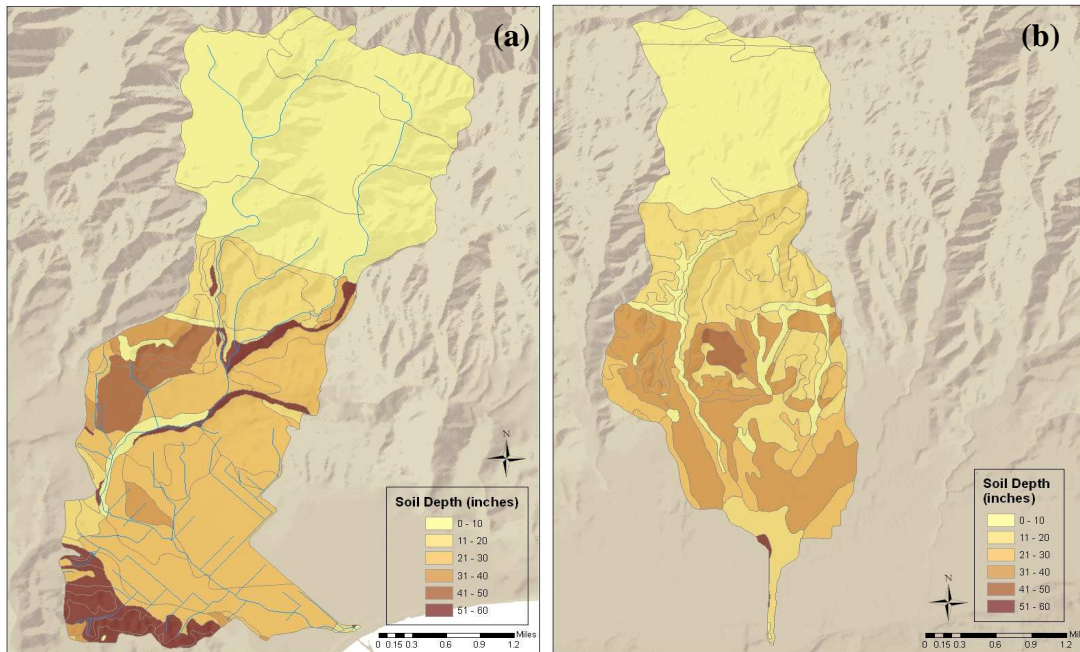 (a)
N
Soil Depth (inches)
0 - 10
11 - 20
21 - 30
31 - 40
41 - 50
51 - 60
Miles
0 0.15 0.3 0.6 0.9 1.2
(b)
Soil Depth
(inches)
0 - 10
11 - 20
21 - 30
31 - 40
41 - 50
51 - 60
N
Mil
0 0.15 0.3 0.6 0.9 1.2